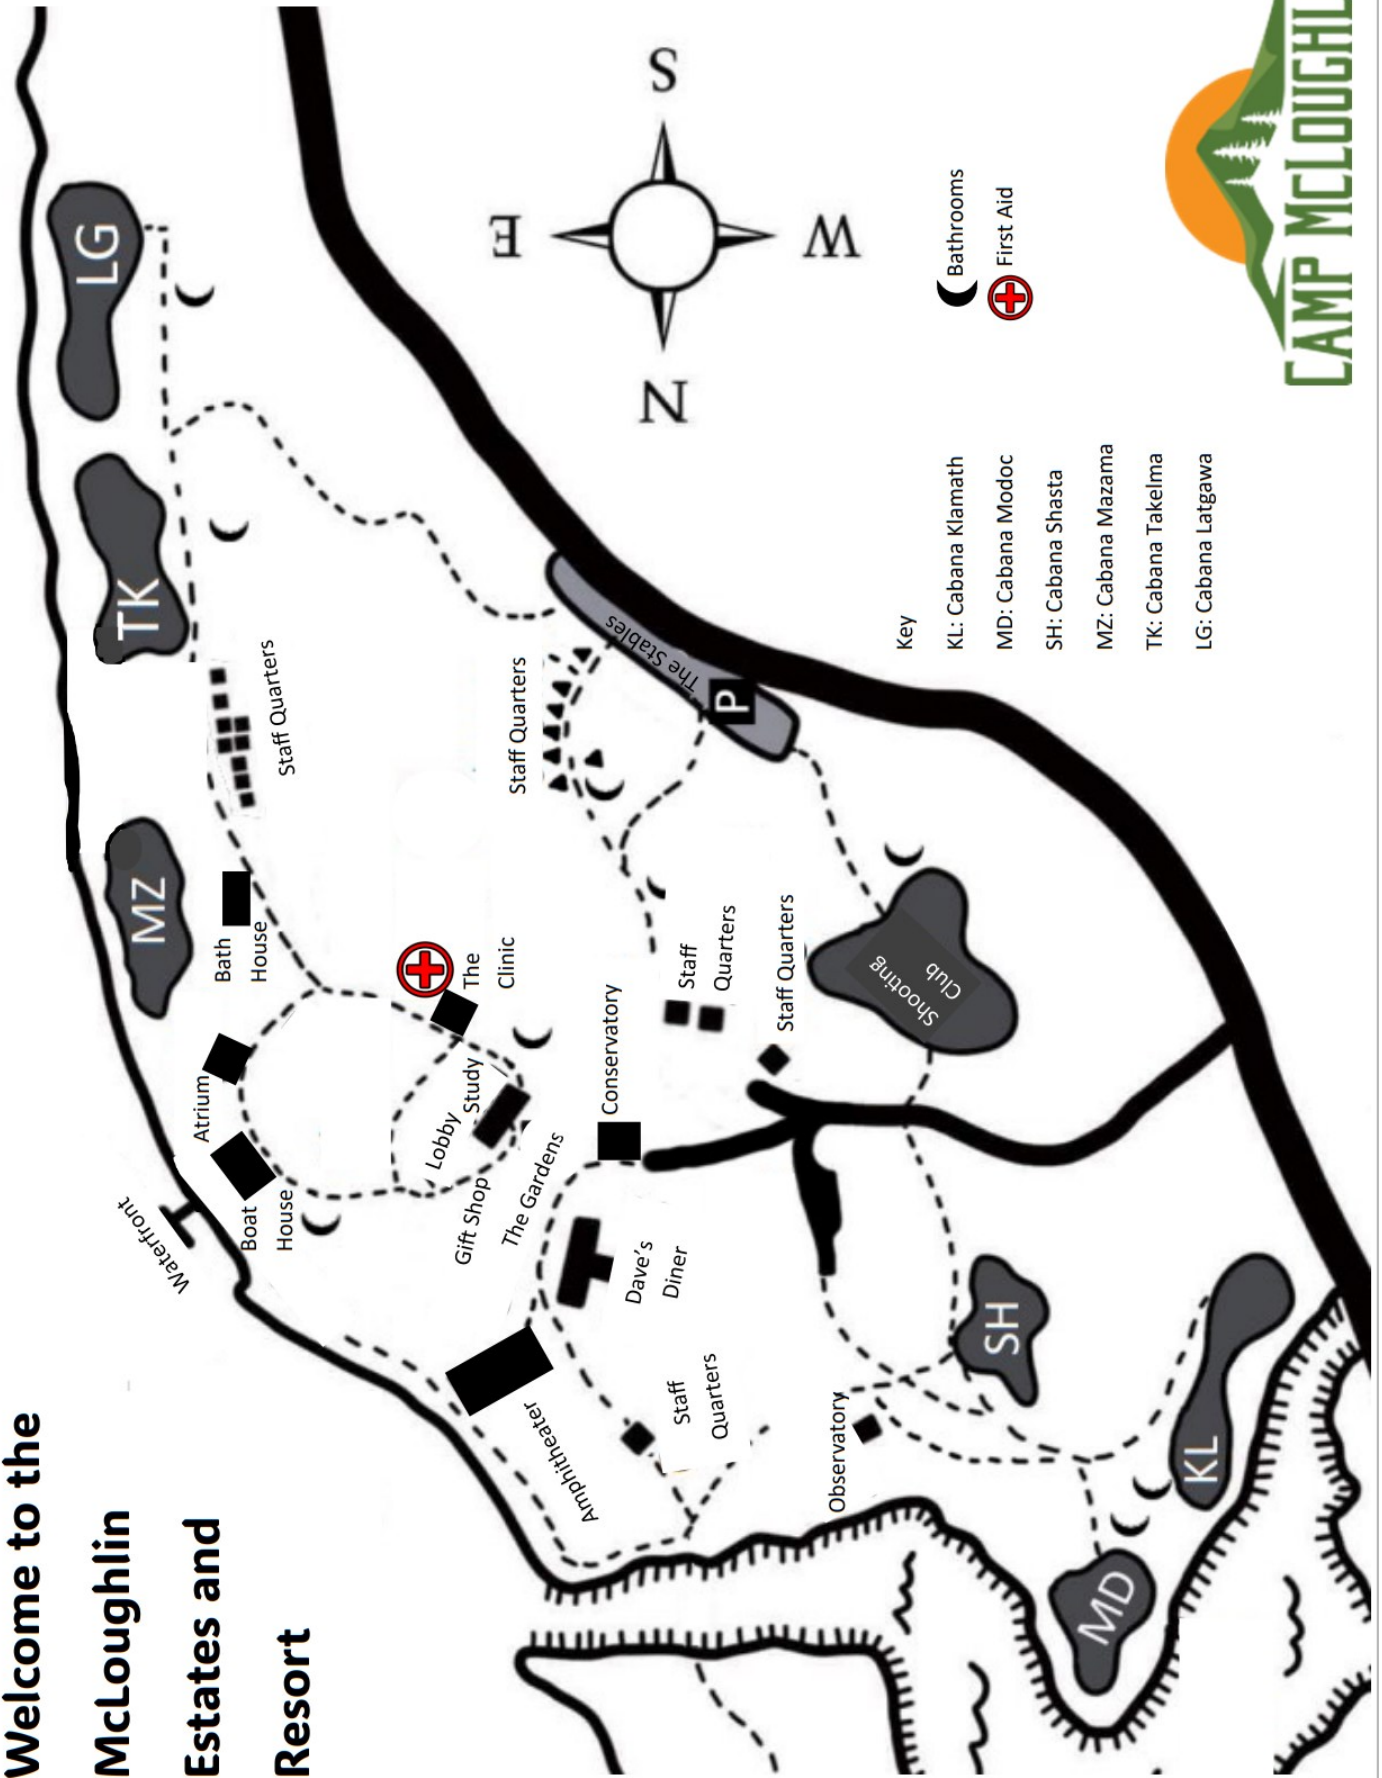 Welcome to the
McLoughlin
Estates and
Resort
Waterfront
Boat
House
Atrium
Bath
House
MZ
TK
LG
Staff Quarters
The
Clinic
Lobby
Study
Gift Shop
The Gardens
Conservatory
Amphitheater
Dave's
Diner
Staff
Quarters
Staff Quarters
Staff
Quarters
Staff Quarters
The Stables
P
Shooting
Club
Observatory
SH
KL
MD
N
E
S
W
Key
KL: Cabana Klamath
MD: Cabana Modoc
SH: Cabana Shasta
MZ: Cabana Mazama
TK: Cabana Takelma
LG: Cabana Latgawa
Bathrooms
First Aid
CAMP MCLOUGHL